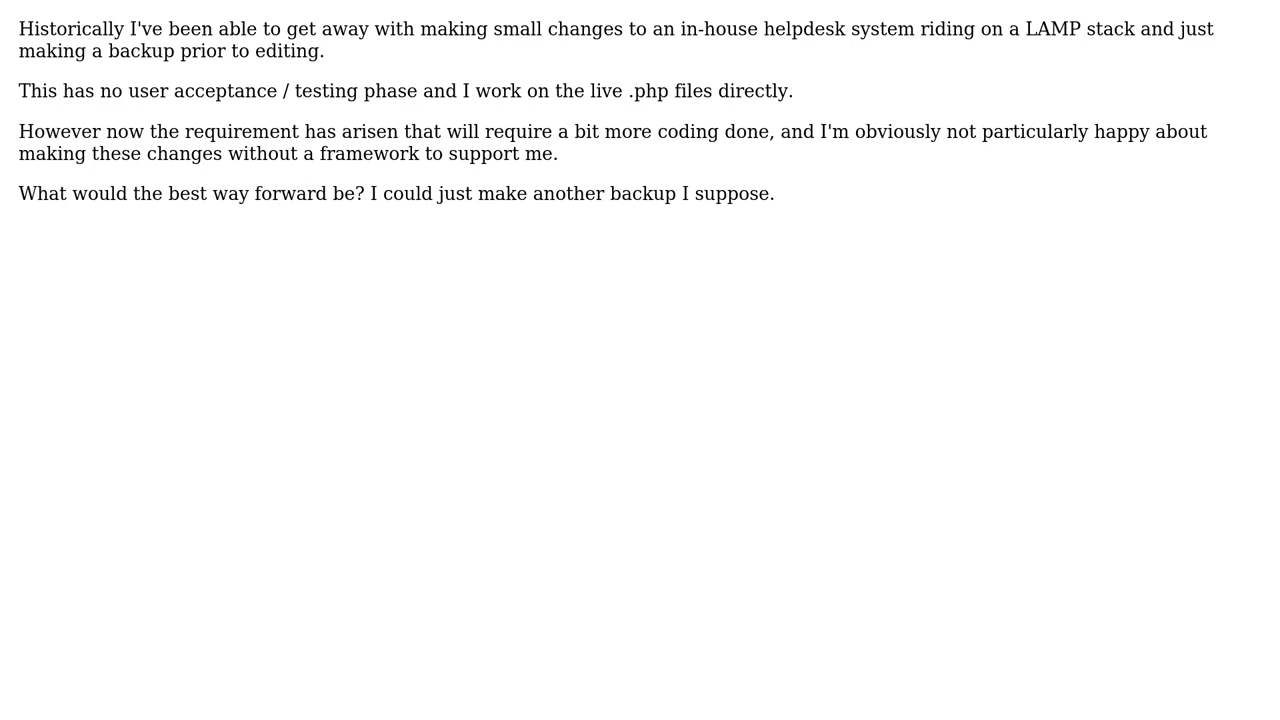 Historically I've been able to get away with making small changes to an in-house helpdesk system riding on a LAMP stack and just
making a backup prior to editing.
This has no user acceptance / testing phase and I work on the live .php files directly.
However now the requirement has arisen that will require a bit more coding done, and I'm obviously not particularly happy about
making these changes without a framework to support me.
What would the best way forward be? I could just make another backup I suppose.